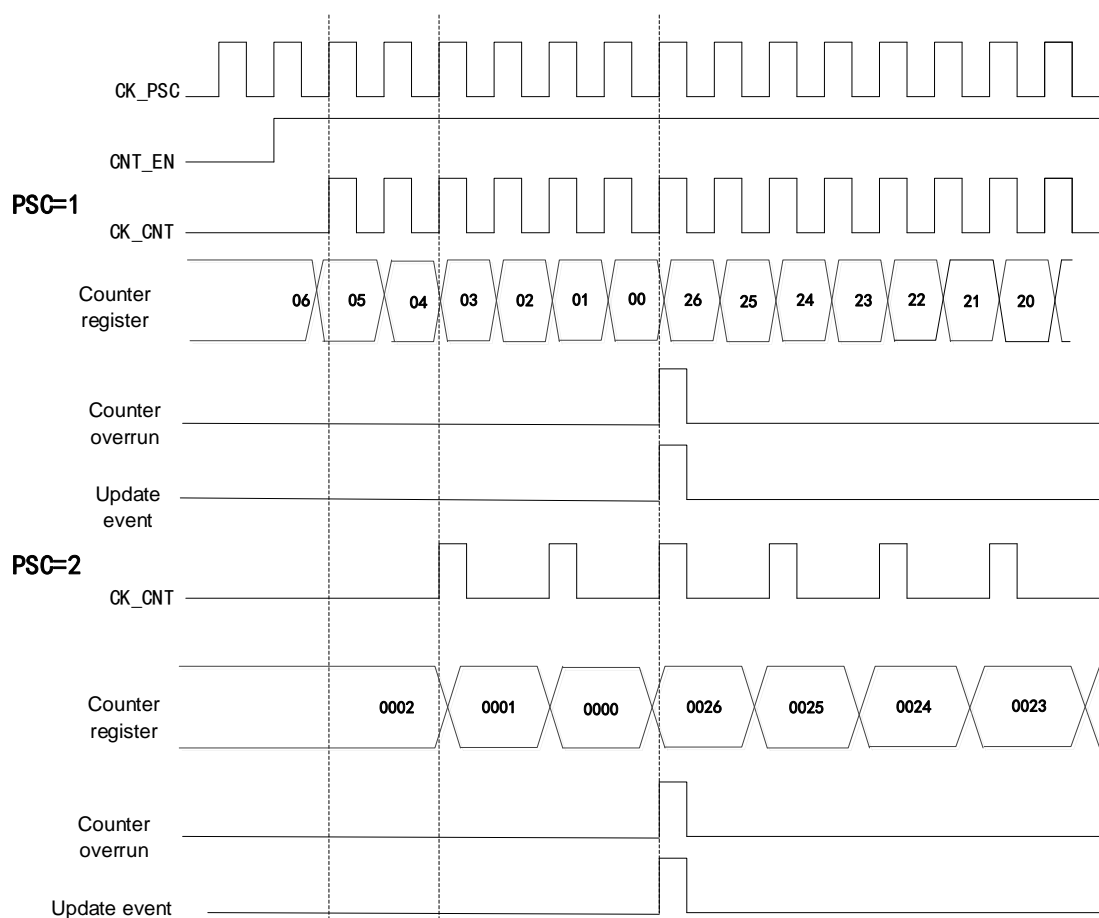 CK_PSC
CNT_EN
PSC=1
CK_CNT
Counter
register
06 05 04 03 02 01 00 26 25 24 23 22 21 20
Counter
overrun
Update
event
PSC=2
CK_CNT
Counter
register
0002 0001 0000 0026 0025 0024 0023
Counter
overrun
Update event